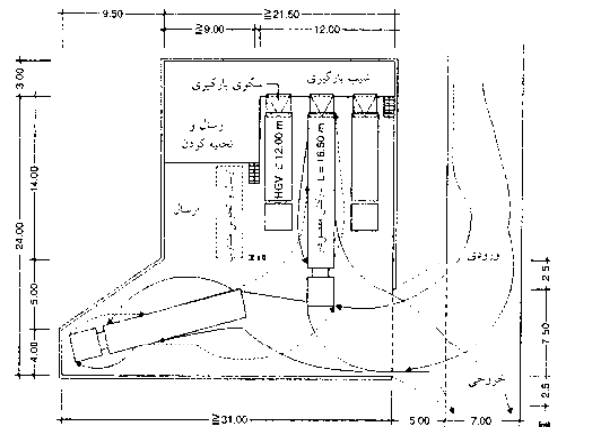 9.50
≧21.50
≧9.00
12.00
3.00
شیب بارگیری
سکوی بارگیری
رسال و
تخلیه کردن
HGV L 12.00 m
L = 16.50 m
14.00
24.00
ارسال
ورودی
2.5
5.00
7.50
4.00
خروجی
2.5
≧31.00
5.00
7.00